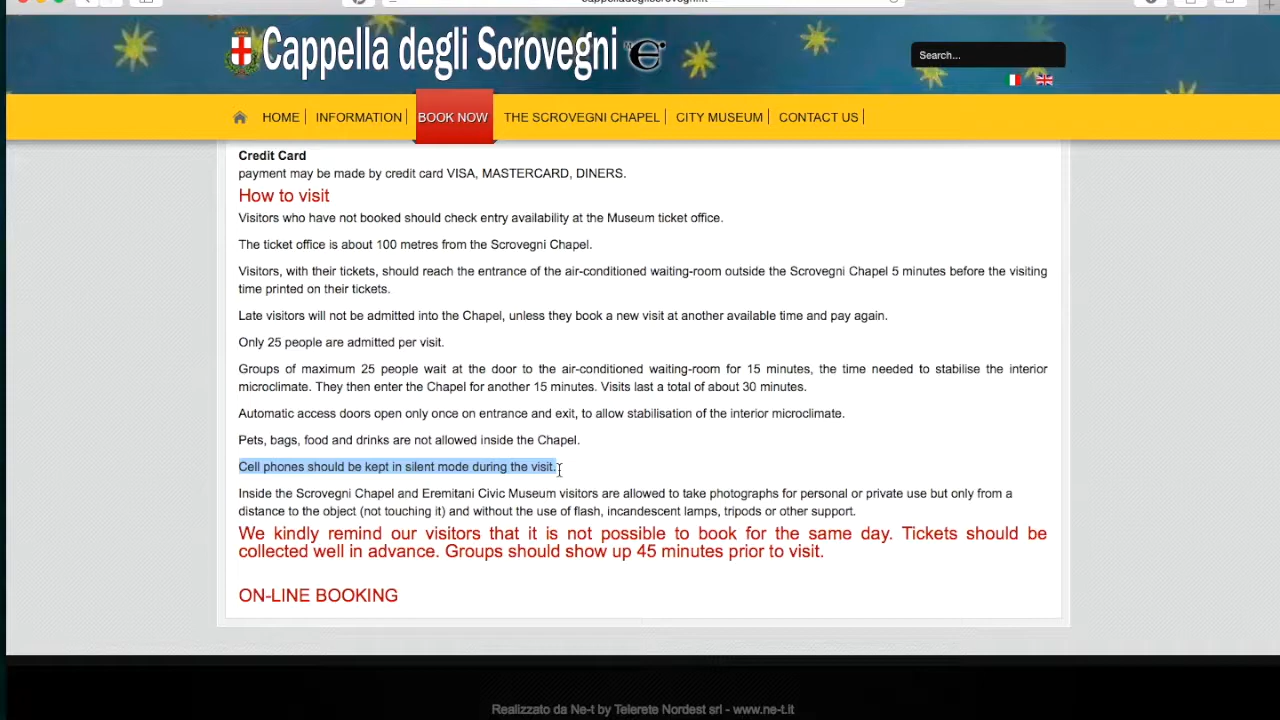 Cappella degli Scrovegni
Search...
HOME INFORMATION BOOK NOW THE SCROVEGNI CHAPEL CITY MUSEUM CONTACT US
Credit Card
payment may be made by credit card VISA, MASTERCARD, DINERS.
How to visit
Visitors who have not booked should check entry availability at the Museum ticket office.
The ticket office is about 100 metres from the Scrovegni Chapel.
Visitors, with their tickets, should reach the entrance of the air-conditioned waiting-room outside the Scrovegni Chapel 5 minutes before the visiting
time printed on their tickets.
Late visitors will not be admitted into the Chapel, unless they book a new visit at another available time and pay again.
Only 25 people are admitted per visit.
Groups of maximum 25 people wait at the door to the air-conditioned waiting-room for 15 minutes, the time needed to stabilise the interior
microclimate. They then enter the Chapel for another 15 minutes. Visits last a total of about 30 minutes.
Automatic access doors open only once on entrance and exit, to allow stabilisation of the interior microclimate.
Pets, bags, food and drinks are not allowed inside the Chapel.
Cell phones should be kept in silent mode during the visit.
Inside the Scrovegni Chapel and Eremitani Civic Museum visitors are allowed to take photographs for personal or private use but only from a
distance to the object (not touching it) and without the use of flash, incandescent lamps, tripods or other support.
We kindly remind our visitors that it is not possible to book for the same day. Tickets should be
collected well in advance. Groups should show up 45 minutes prior to visit.
ON-LINE BOOKING
Realizzato da Ne-t by Telerete Nordest srl - www.ne-t.it